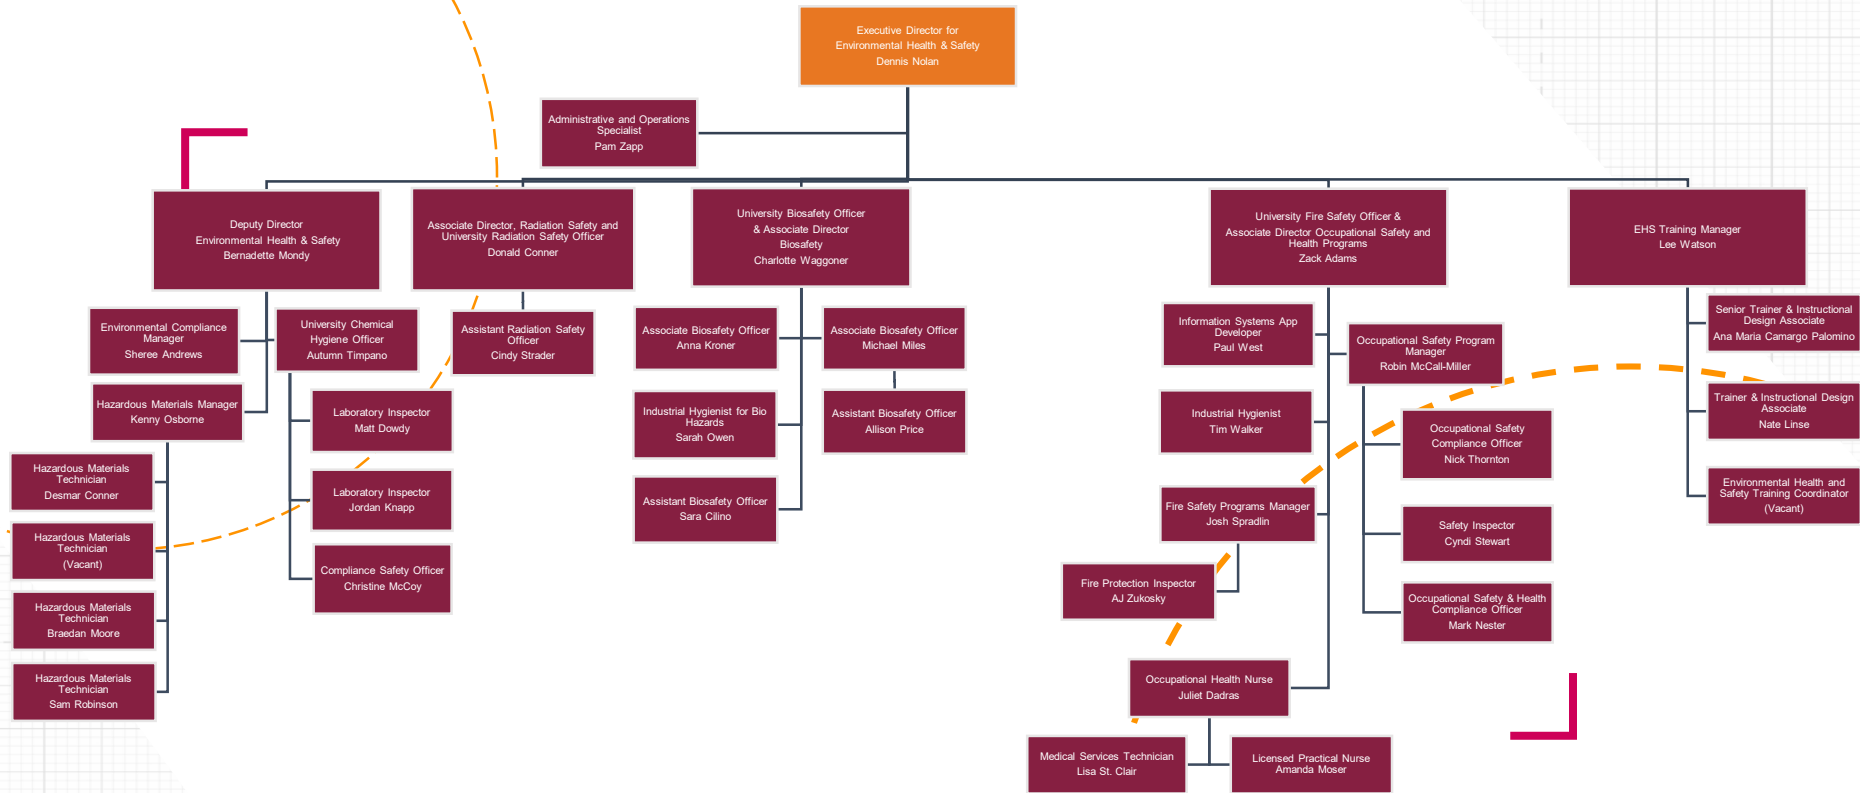 Executive Director for
Environmental Health & Safety
Dennis Nolan
Administrative and Operations
Specialist
Pam Zapp
Deputy Director
Environmental Health & Safety
Bernadette Mondy
Associate Director, Radiation Safety and
University Radiation Safety Officer
Donald Conner
University Biosafety Officer
& Associate Director
Biosafety
Charlotte Waggoner
University Fire Safety Officer &
Associate Director Occupational Safety and
Health Programs
Zack Adams
EHS Training Manager
Lee Watson
Environmental Compliance
Manager
Sheree Andrews
University Chemical
Hygiene Officer
Autumn Timpano
Hazardous Materials Manager
Kenny Osborne
Laboratory Inspector
Matt Dowdy
Laboratory Inspector
Jordan Knapp
Compliance Safety Officer
Christine McCoy
Hazardous Materials
Technician
Desmar Conner
Hazardous Materials
Technician
(Vacant)
Hazardous Materials
Technician
Braedan Moore
Hazardous Materials
Technician
Sam Robinson
Assistant Radiation Safety
Officer
Cindy Strader
Associate Biosafety Officer
Anna Kroner
Associate Biosafety Officer
Michael Miles
Industrial Hygienist for Bio
Hazards
Sarah Owen
Assistant Biosafety Officer
Allison Price
Assistant Biosafety Officer
Sara Cilino
Information Systems App
Developer
Paul West
Occupational Safety Program
Manager
Robin McCall-Miller
Industrial Hygienist
Tim Walker
Occupational Safety
Compliance Officer
Nick Thornton
Fire Safety Programs Manager
Josh Spradlin
Safety Inspector
Cyndi Stewart
Fire Protection Inspector
AJ Zukosky
Occupational Safety & Health
Compliance Officer
Mark Nester
Occupational Health Nurse
Juliet Dadras
Medical Services Technician
Lisa St. Clair
Licensed Practical Nurse
Amanda Moser
Senior Trainer & Instructional
Design Associate
Ana Maria Camargo Palomino
Trainer & Instructional Design
Associate
Nate Linse
Environmental Health and
Safety Training Coordinator
(Vacant)